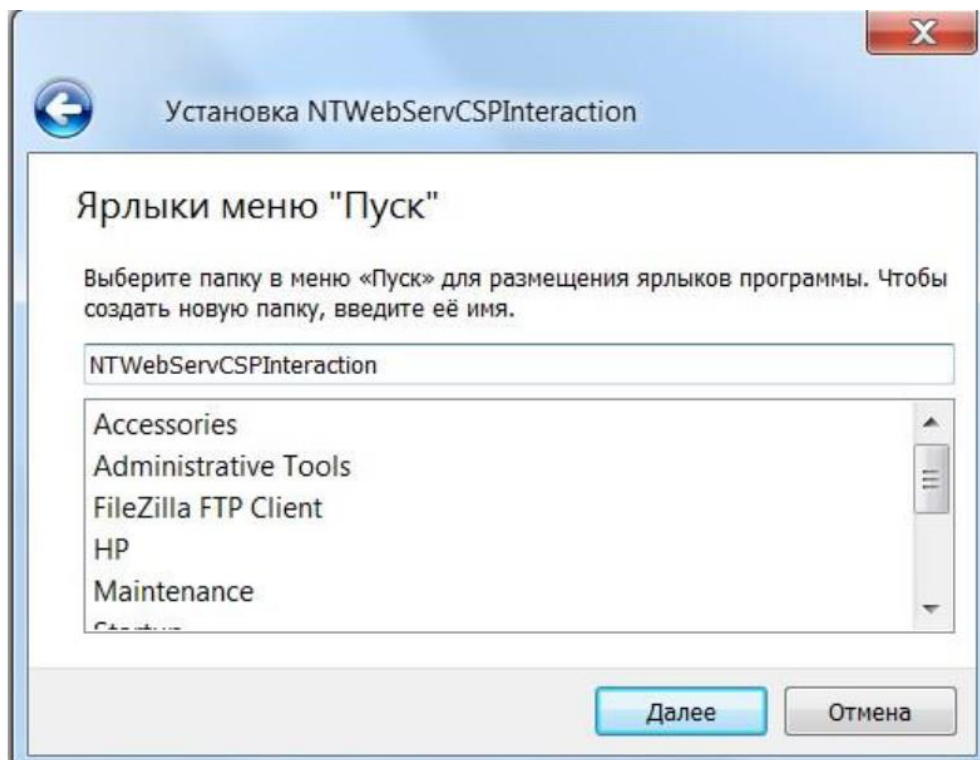 Установка NTWebServCSPInteraction
Ярлыки меню "Пуск"
Выберите папку в меню «Пуск» для размещения ярлыков программы. Чтобы
создать новую папку, введите её имя.
NTWebServCSPInteraction
Accessories
Administrative Tools
FileZilla FTP Client
HP
Maintenance
Далее
Отмена